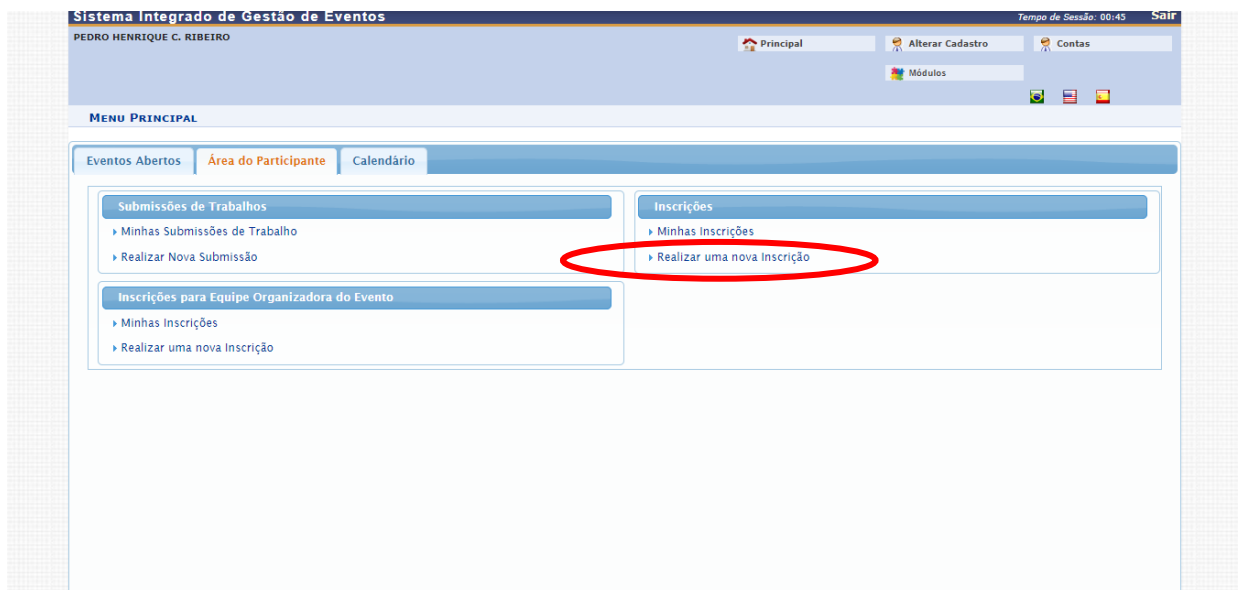 Sistema Integrado de Gestão de Eventos
Tempo de Sessão: 00:45 Sair
PEDRO HENRIQUE C. RIBEIRO
Principal
Alterar Cadastro
Contas
Módulos
MENU PRINCIPAL
Eventos Abertos
Área do Participante
Calendário
Submissões de Trabalhos
Minhas Submissões de Trabalho
Realizar Nova Submissão
Inscrições
Minhas Inscrições
Realizar uma nova Inscrição
Inscrições para Equipe Organizadora do Evento
Minhas Inscrições
Realizar uma nova Inscrição